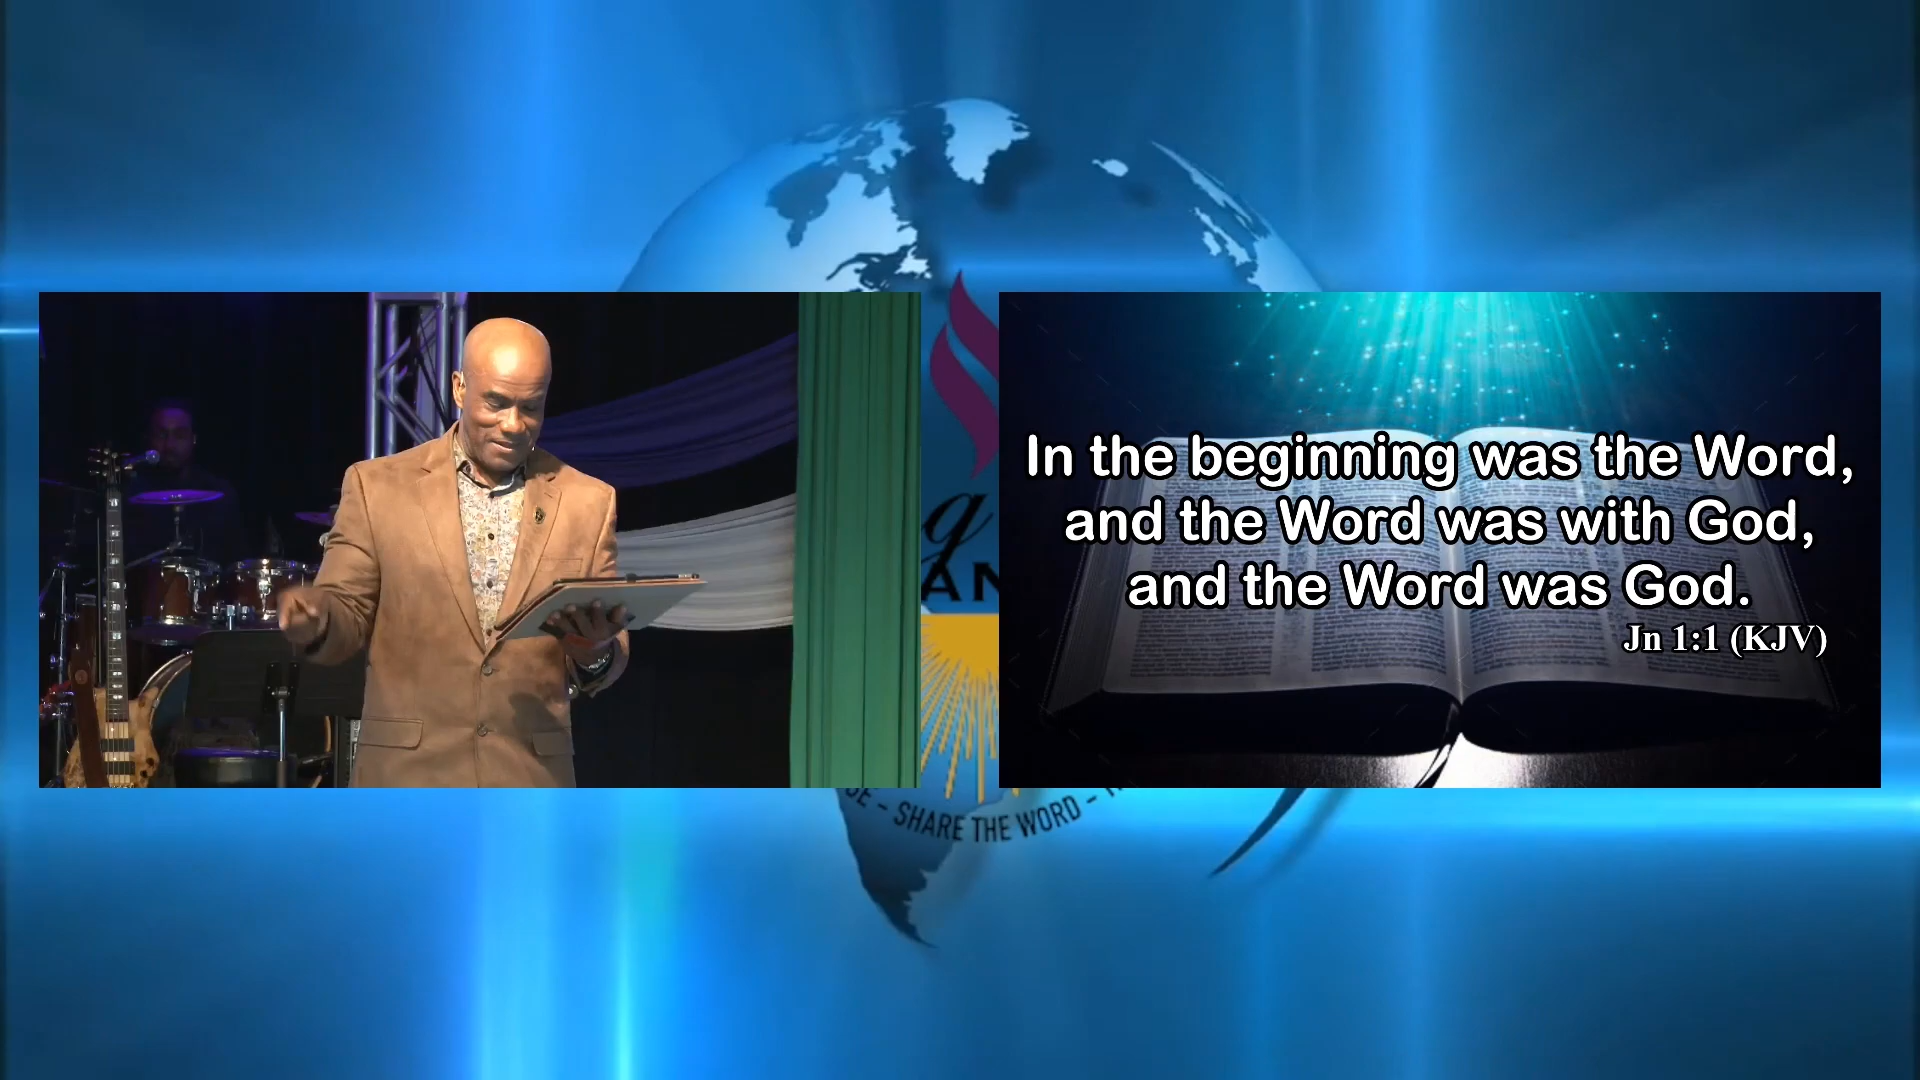 In the beginning was the Word,
and the Word was with God,
and the Word was God.
Jn 1:1 (KJV)
SHARE THE WORD